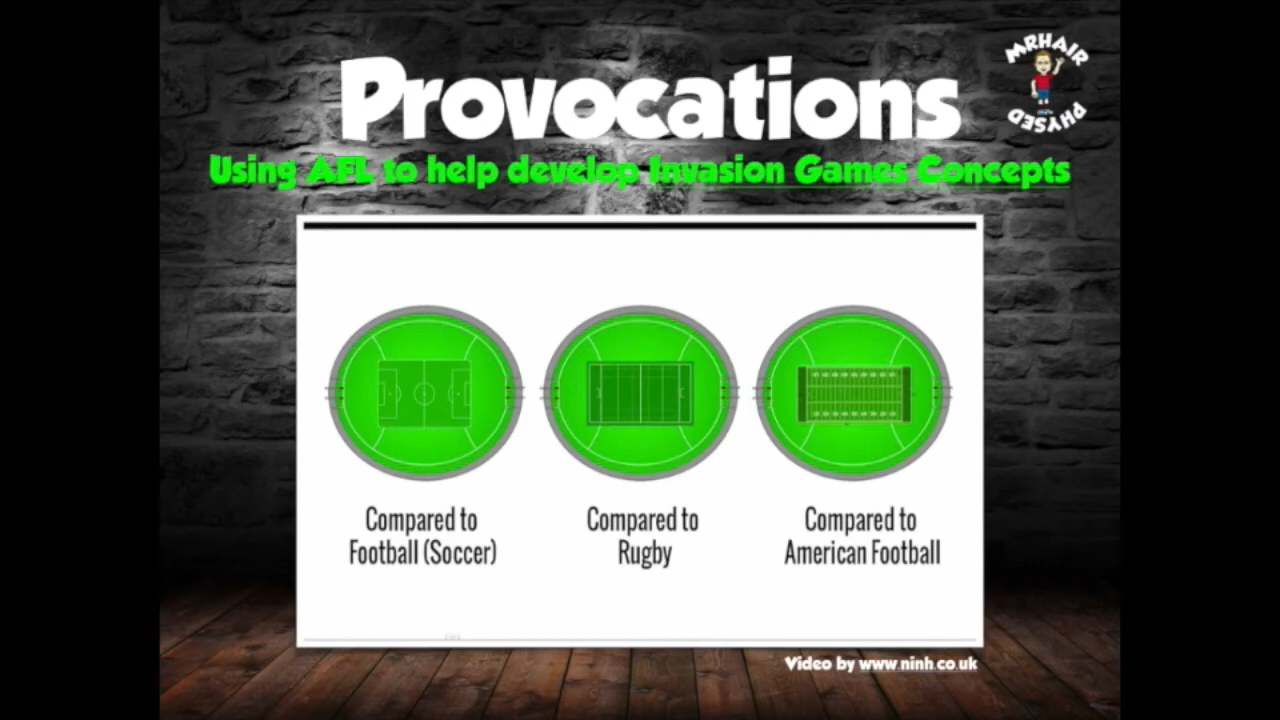 Provocations
MRHAIR
PHYSED
Using AFL to help develop Invasion Games Concepts
Compared to
Football (Soccer)
Compared to
Rugby
Compared to
American Football
Video by www.ninh.co.uk